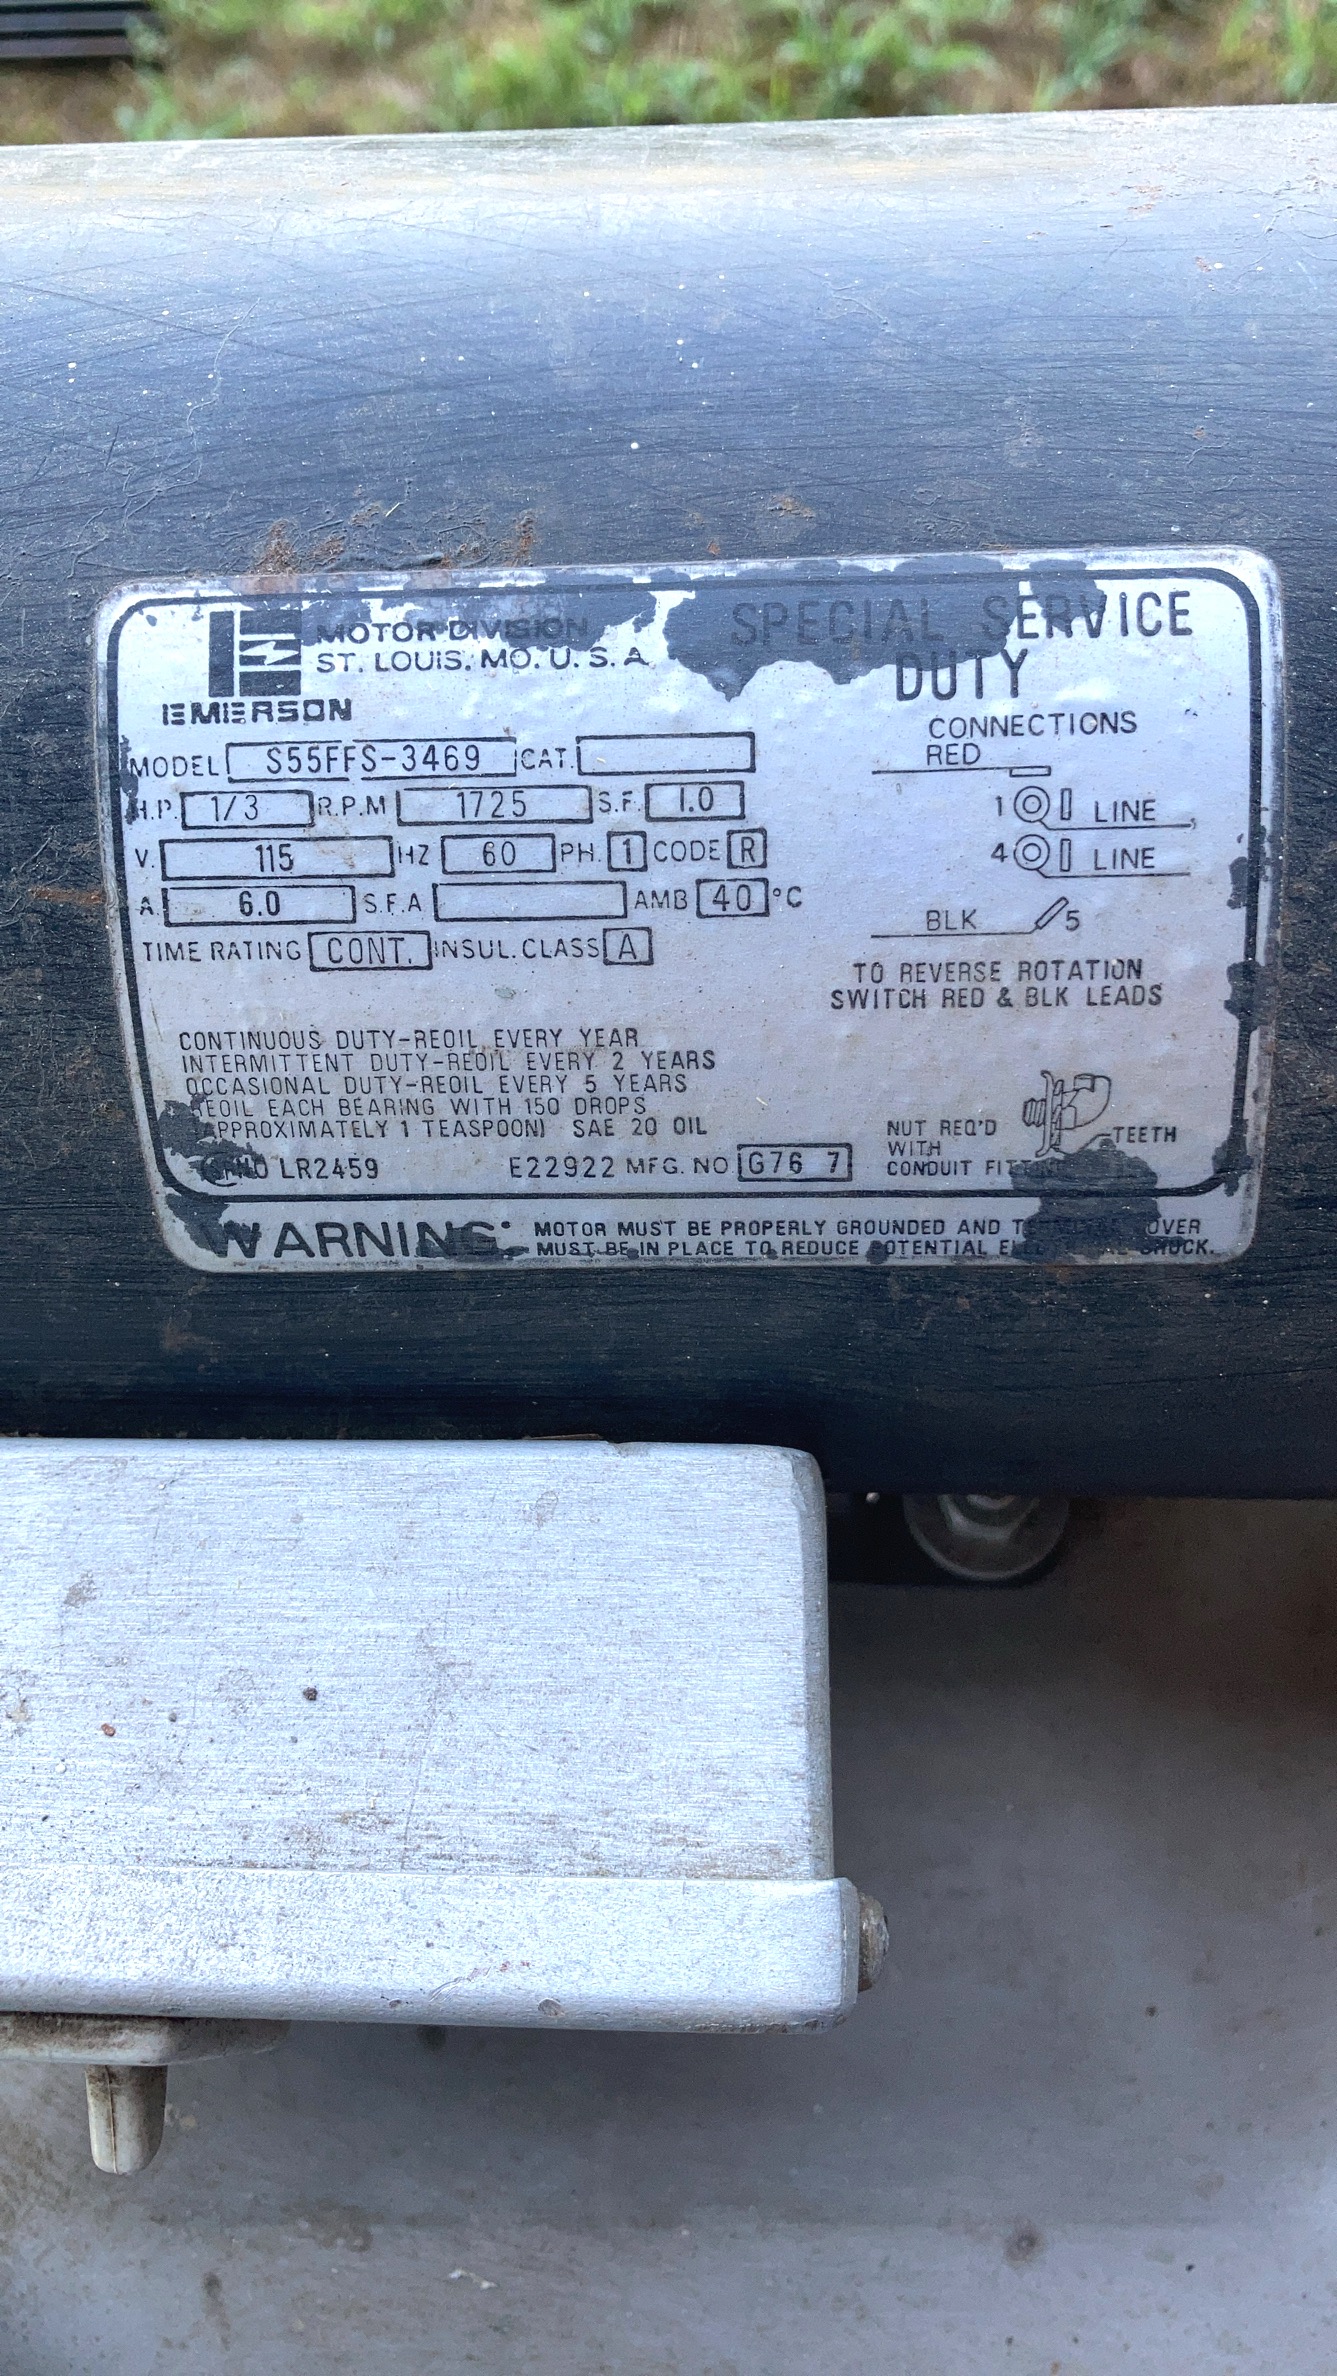 MOTOR DIVISION
ST. LOUIS, MO. U. S. A
EMERSON
SPECIAL SERVICE
DUTY
MODEL S55FFS-3469 CAT.
H.P. 1/3 R.P.M 1725 S.F. 1.0
V. 115 HZ 60 PH. 1 CODE R
A. 6.0 S.F.A AMB 40 °C
TIME RATING CONT. INSUL. CLASS A
CONNECTIONS
RED
1 LINE
4 LINE
BLK 5
TO REVERSE ROTATION
SWITCH RED & BLK LEADS
CONTINUOUS DUTY-REOIL EVERY YEAR
INTERMITTENT DUTY-REOIL EVERY 2 YEARS
OCCASIONAL DUTY-REOIL EVERY 5 YEARS
REOIL EACH BEARING WITH 150 DROPS
APPROXIMATELY 1 TEASPOON) SAE 20 OIL
LR2459 E22922 MFG. NO G76 7
NUT REQ'D
WITH
CONDUIT
TEETH
WARNING: MOTOR MUST BE PROPERLY GROUNDED AND
MUST BE IN PLACE TO REDUCE POTENTIAL SHOCK.